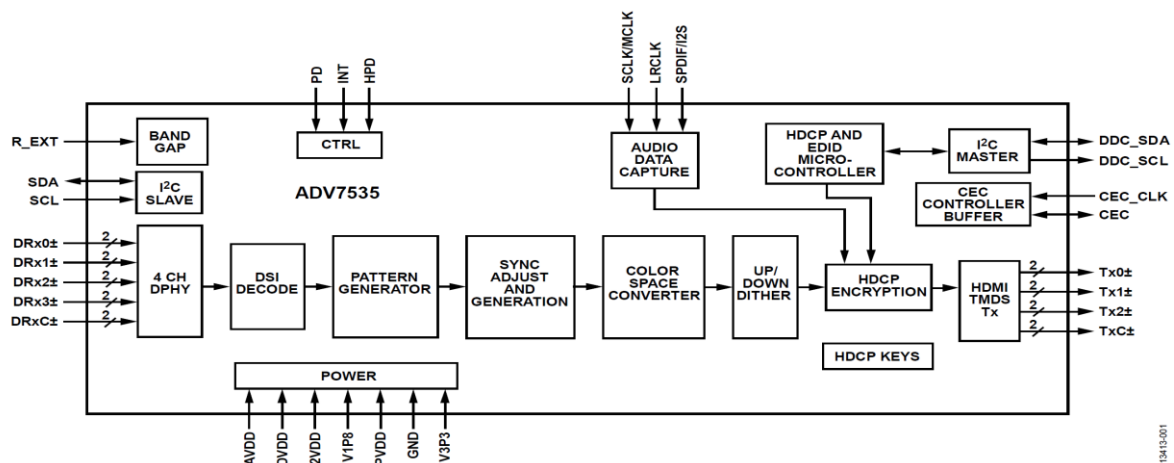 SCLK/MCLK
LRCLK
SPDIF/I2S
PD
INT
HPD
R_EXT
BAND
GAP
CTRL
AUDIO
DATA
CAPTURE
HDCP AND
EDID
MICRO-
CONTROLLER
I2C
MASTER
DDC_SDA
DDC_SCL
SDA
SCL
I2C
SLAVE
ADV7535
CEC
CONTROLLER
BUFFER
CEC_CLK
CEC
DRx0± 2
DRx1± 2
DRx2± 2
DRx3± 2
DRxC± 2
4 CH
DPHY
DSI
DECODE
PATTERN
GENERATOR
SYNC
ADJUST
AND
GENERATION
COLOR
SPACE
CONVERTER
UP/
DOWN
DITHER
HDCP
ENCRYPTION
HDMI
TMDS
Tx
2 Tx0±
2 Tx1±
2 Tx2±
2 TxC±
HDCP KEYS
POWER
AVDD
V1P8
PVDD
GND
V3P3
13413-001